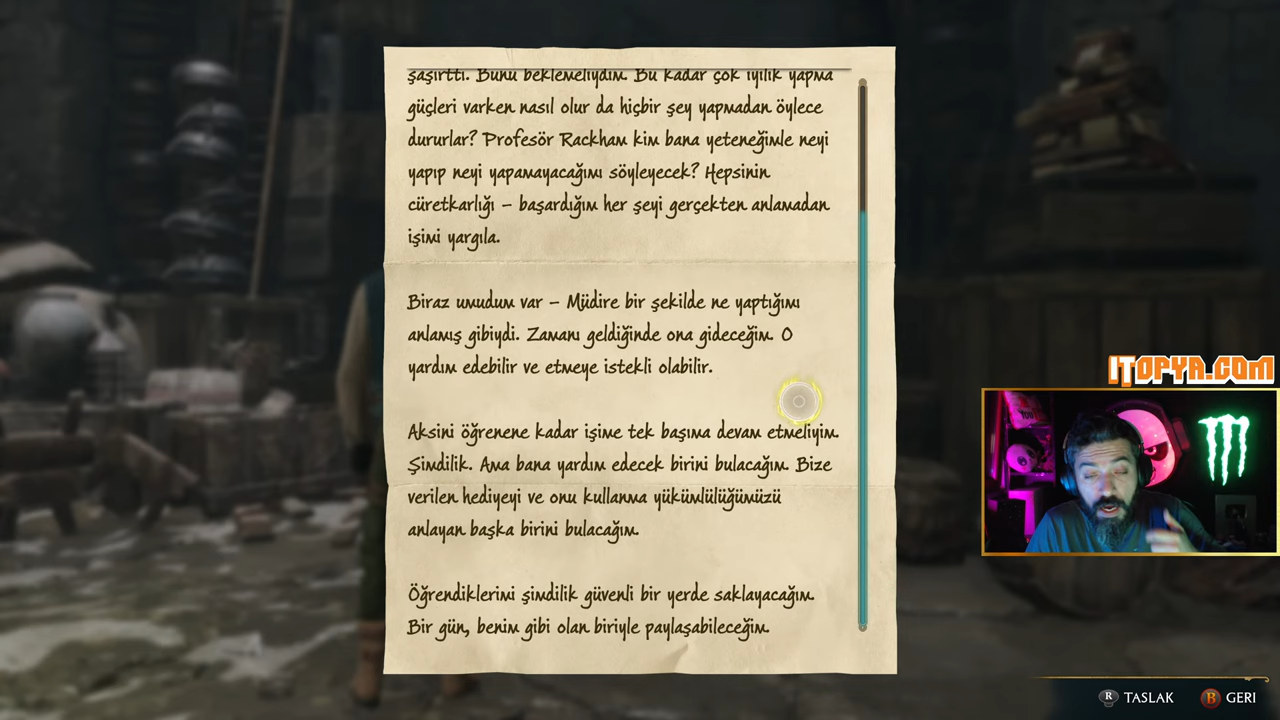 şaşırttı. Bunu beklemeliydim. Bu kadar çok iyilik yapma
güçleri varken nasıl olur da hiçbir şey yapmadan öylece
dururlar? Profesör Rackham kim bana yeteneğimle neyi
yapıp neyi yapamayacağımı söyleyecek? Hepsinin
cüretkarlığı – başardığım her şeyi gerçekten anlamadan
işimi yargıla.
Biraz umudum var – Müdire bir şekilde ne yaptığımı
anlamış gibiydi. Zamanı geldiğinde ona gideceğim. O
yardım edebilir ve etmeye istekli olabilir.
Aksini öğrenene kadar işime tek başıma devam etmeliyim.
Şimdilik. Ama bana yardım edecek birini bulacağım. Bize
verilen hediyeyi ve onu kullanma yükümlülüğümüzü
anlayan başka birini bulacağım.
Öğrendiklerimi şimdilik güvenli bir yerde saklayacağım.
Bir gün, benim gibi olan biriyle paylaşabileceğim.
ITOPYA.COM
R TASLAK B GERİ